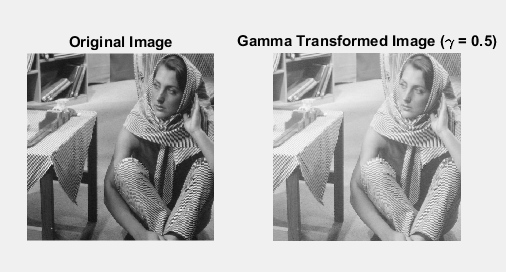 Original Image
Gamma Transformed Image (γ = 0.5)